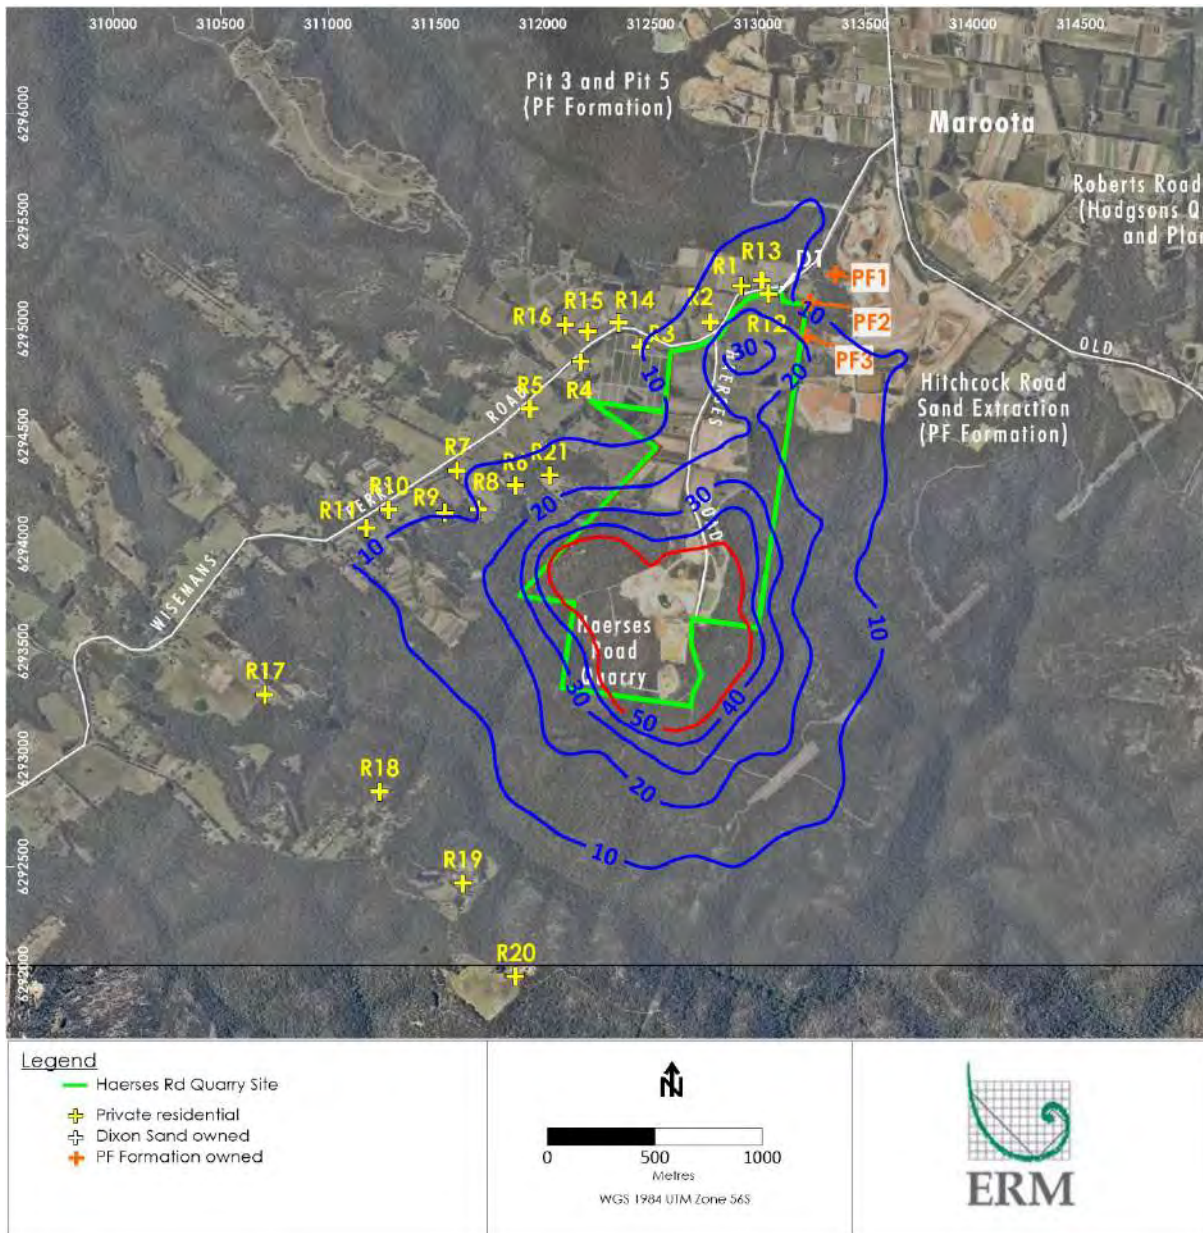 310000 310500 311000 311500 312000 312500 313000 313500 314000 314500
6296000
6295500
6295000
6294500
6294000
6293500
6293000
6292500
6292000
Pit 3 and Pit 5
(PF Formation)
Maroota
Roberts Road
(Hodgsons Q
and Pla
R13
R1
D1
PF1
R2
R14
R15
R16
R3
R12
10
PF2
30
20
PF3
OLD
Hitchcock Road
Sand Extraction
(PF Formation)
10
HAERSES
R4
R5
ROAD
R7
R6
R21
R8
R9
R10
R11
20
30
OLD
10
WISEMANS
10
Haerses
Road
Quarry
R17
30
50
40
R18
20
10
R19
R20
Legend
Haerses Rd Quarry Site
Private residential
Dixon Sand owned
PF Formation owned
N
0 500 1000
Metres
WGS 1984 UTM Zone 56S
ERM